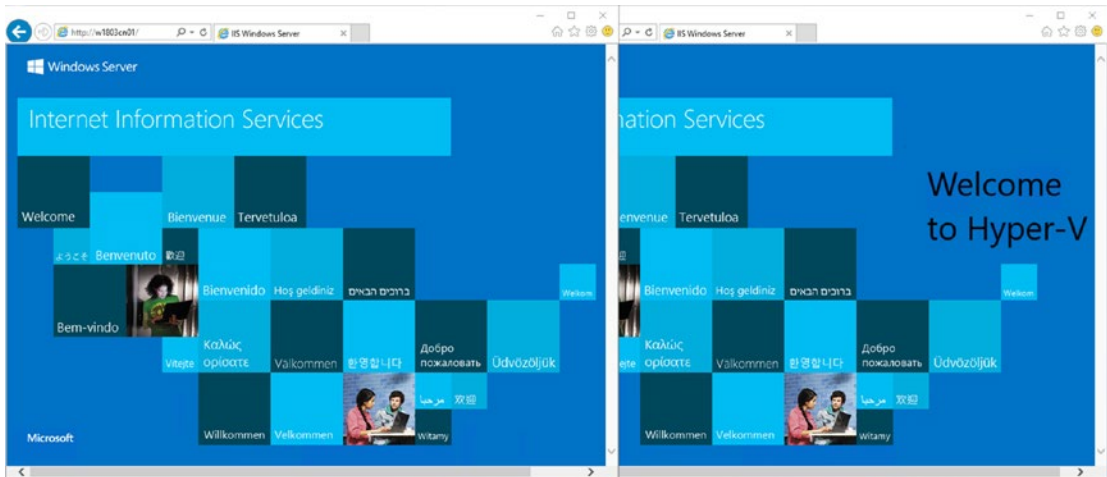 http://w1803cn01/
IIS Windows Server
IIS Windows Server
Windows Server
Internet Information Services
Welcome
Bienvenue
Tervetuloa
ようこそ
Benvenuto
歡迎
Bienvenido
Hoş geldiniz
ברוכים הבאים
Welkom
Bem-vindo
Vítejte
Καλώς
ορίσατε
Välkommen
환영합니다
Добро
пожаловать
Üdvözöljük
مرحبا
欢迎
Willkommen
Velkommen
Witamy
Microsoft
nation Services
Welcome
to Hyper-V
envenue
Tervetuloa
迎
Bienvenido
Hoş geldiniz
ברוכים הבאים
Welkom
tejte
Καλώς
ορίσατε
Välkommen
환영합니다
Добро
пожаловать
Üdvözöljük
مرحبا
欢迎
Willkommen
Velkommen
Witamy